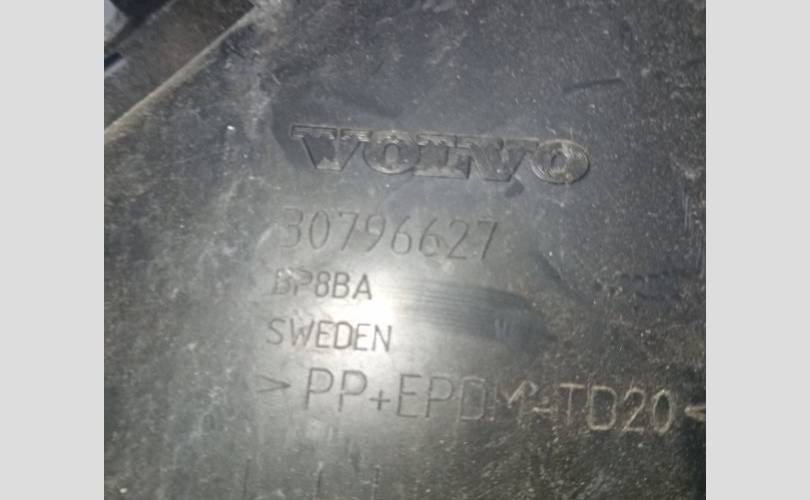 VOLVO
30796627
BP8BA
SWEDEN
> PP+EPDM-TD20 <